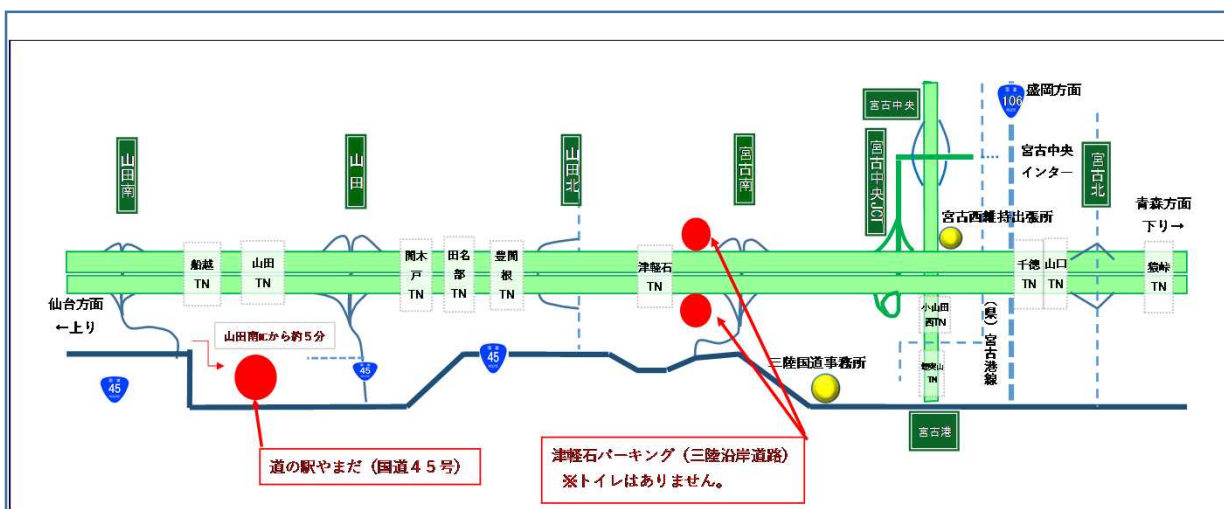 宮古中央
国道
106
盛岡方面
山田南
山田
山田北
宮古南
宮古中央JCT
宮古中央
インター
宮古北
青森方面
下り→
宮古西維持出張所
船越
TN
山田
TN
関木
戸
TN
田名
部
TN
豊間
根
TN
津軽石
TN
千徳
TN
山口
TN
猿峠
TN
仙台方面
←上り
小山田
西TN
(県)宮古港線
山田南ICから約5分
45
45
45
三陸国道事務所
TN
宮古港
道の駅やまだ(国道45号)
津軽石パーキング(三陸沿岸道路)
※トイレはありません。